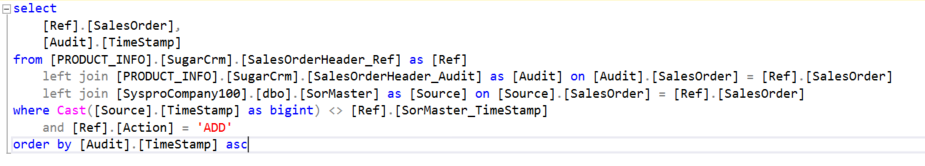 select
[Ref].[SalesOrder],
[Audit].[TimeStamp]
from [PRODUCT_INFO].[SugarCrm].[SalesOrderHeader_Ref] as [Ref]
left join [PRODUCT_INFO].[SugarCrm].[SalesOrderHeader_Audit] as [Audit] on [Audit].[SalesOrder] = [Ref].[SalesOrder]
left join [SysproCompany100].[dbo].[SorMaster] as [Source] on [Source].[SalesOrder] = [Ref].[SalesOrder]
where Cast([Source].[TimeStamp] as bigint) <> [Ref].[SorMaster_TimeStamp]
and [Ref].[Action] = 'ADD'
order by [Audit].[TimeStamp] asc